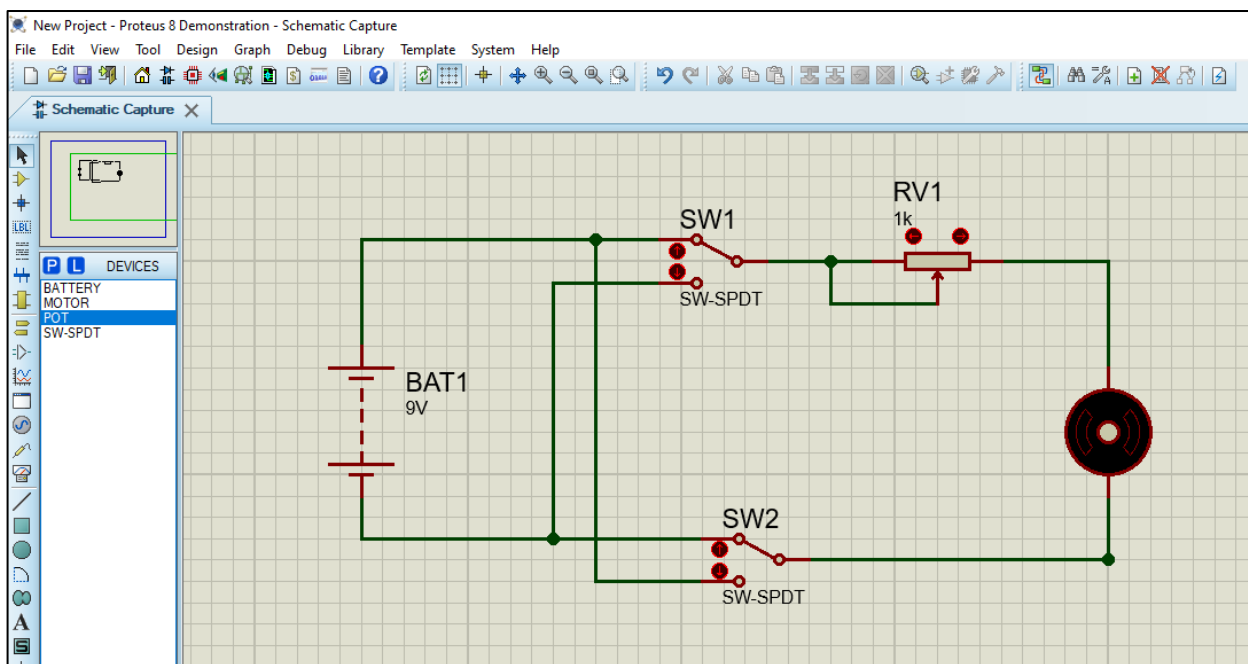 New Project - Proteus 8 Demonstration - Schematic Capture
File Edit View Tool Design Graph Debug Library Template System Help
Schematic Capture
LBL
P L DEVICES
BATTERY
MOTOR
POT
SW-SPDT
A
S
SW1
SW-SPDT
RV1
1k
BAT1
9V
SW2
SW-SPDT